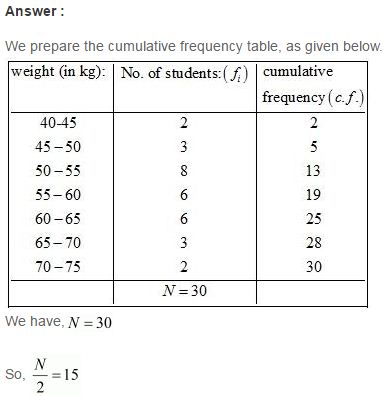 Answer :
We prepare the cumulative frequency table, as given below.
weight (in kg): No. of students:(f_i) cumulative
frequency(c.f.)
40-45 2 2
45–50 3 5
50–55 8 13
55–60 6 19
60–65 6 25
65–70 3 28
70–75 2 30
N=30
We have, N = 30
So, N/2 = 15